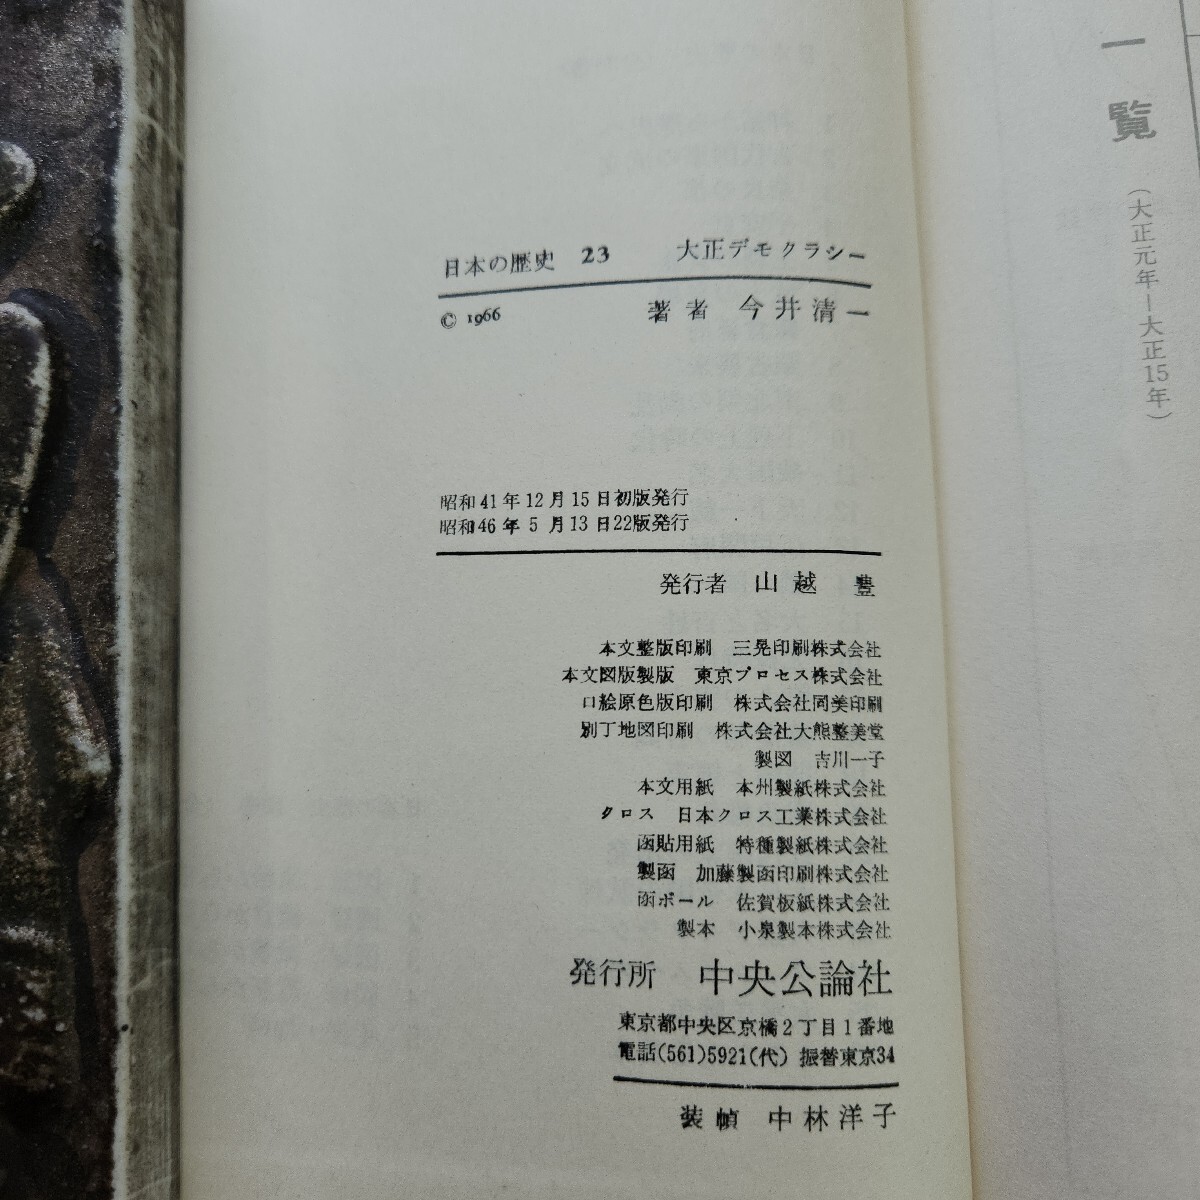 日本の歴史 23 大正デモクラシー
© 1966 著者 今井清一
昭和41年12月15日初版発行
昭和46年5月13日22版発行
発行者 山越 豊
本文整版印刷 三晃印刷株式会社
本文図版製版 東京プロセス株式会社
口絵原色版印刷 株式会社同美印刷
別丁地図印刷 株式会社大熊整美堂
製図 吉川一子
本文用紙 本州製紙株式会社
クロス 日本クロス工業株式会社
函貼用紙 特種製紙株式会社
製函 加藤製函印刷株式会社
函ボール 佐賀板紙株式会社
製本 小泉製本株式会社
発行所 中央公論社
東京都中央区京橋2丁目1番地
電話(561)5921(代) 振替東京34
装幀 中林洋子
一覧
(大正元年—大正15年)